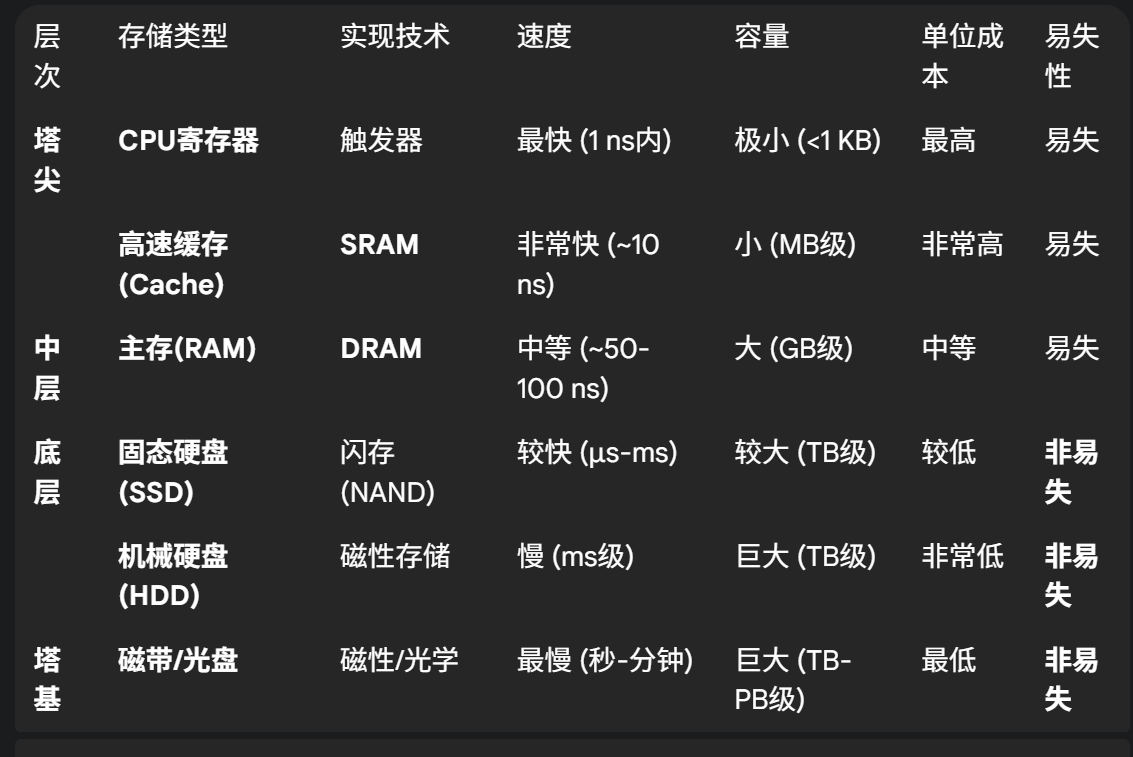 层次 存储类型 实现技术 速度 容量 单位成本 易失性
塔尖 CPU寄存器 触发器 最快 (1 ns内) 极小 (<1 KB) 最高 易失
高速缓存(Cache) SRAM 非常快 (~10 ns) 小 (MB级) 非常高 易失
中层 主存(RAM) DRAM 中等 (~50-100 ns) 大 (GB级) 中等 易失
底层 固态硬盘(SSD) 闪存(NAND) 较快 (μs-ms) 较大 (TB级) 较低 非易失
机械硬盘(HDD) 磁性存储 慢 (ms级) 巨大 (TB级) 非常低 非易失
塔基 磁带/光盘 磁性/光学 最慢 (秒-分钟) 巨大 (TB-PB级) 最低 非易失